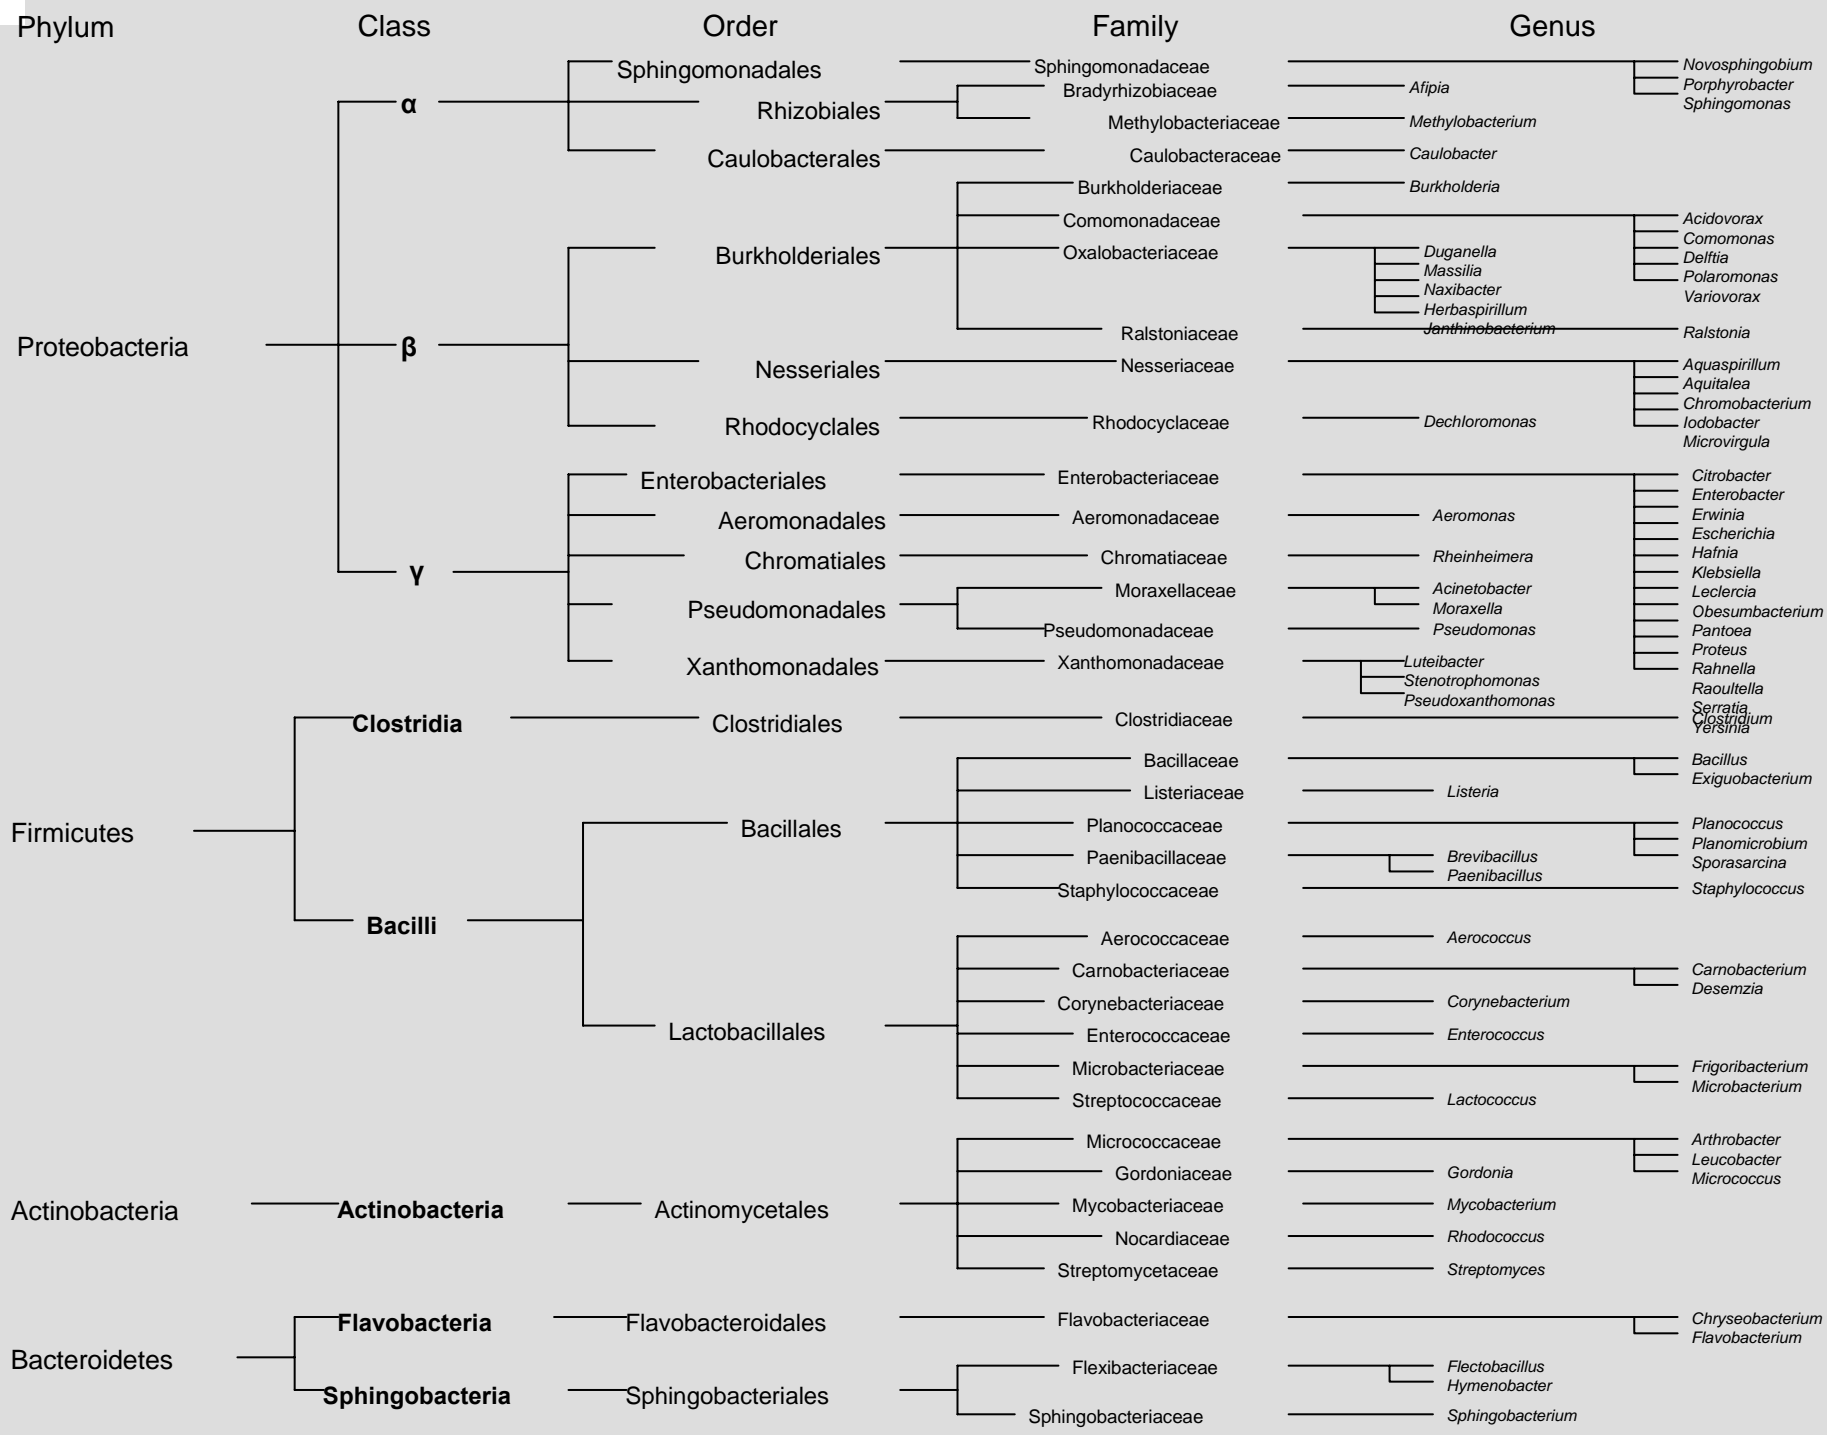 Phylum Class Order Family Genus
Sphingomonadales Sphingomonadaceae Novosphingobium
Porphyrobacter
Sphingomonas
α Rhizobiales Bradyrhizobiaceae Afipia
Methylobacteriaceae Methylobacterium
Caulobacterales Caulobacteraceae Caulobacter
Burkholderiaceae Burkholderia
Comomonadaceae Acidovorax
Comomonas
Delftia
Polaromonas
Variovorax
Burkholderiales Oxalobacteriaceae Duganella
Massilia
Naxibacter
Herbaspirillum
Janthinobacterium
Ralstoniaceae Ralstonia
Proteobacteria β
Nesseriales Nesseriaceae Aquaspirillum
Aquitalea
Chromobacterium
Iodobacter
Microvirgula
Rhodocyclales Rhodocyclaceae Dechloromonas
Enterobacteriales Enterobacteriaceae Citrobacter
Enterobacter
Erwinia
Escherichia
Hafnia
Klebsiella
Leclercia
Obesumbacterium
Pantoea
Proteus
Rahnella
Raoultella
Serratia
Yersinia
Aeromonadales Aeromonadaceae Aeromonas
Chromatiales Chromatiaceae Rheinheimera
γ
Pseudomonadales Moraxellaceae Acinetobacter
Moraxella
Pseudomonadaceae Pseudomonas
Xanthomonadales Xanthomonadaceae Luteibacter
Stenotrophomonas
Pseudoxanthomonas
Clostridia Clostridiales Clostridiaceae Clostridium
Bacillaceae Bacillus
Exiguobacterium
Listeriaceae Listeria
Firmicutes Bacillales Planococcaceae Planococcus
Planomicrobium
Sporasarcina
Paenibacillaceae Brevibacillus
Paenibacillus
Staphylococcaceae Staphylococcus
Bacilli
Aerococcaceae Aerococcus
Carnobacteriaceae Carnobacterium
Desemzia
Corynebacteriaceae Corynebacterium
Lactobacillales Enterococcaceae Enterococcus
Microbacteriaceae Frigoribacterium
Microbacterium
Streptococcaceae Lactococcus
Micrococcaceae Arthrobacter
Leucobacter
Micrococcus
Gordoniaceae Gordonia
Actinobacteria Actinobacteria Actinomycetales Mycobacteriaceae Mycobacterium
Nocardiaceae Rhodococcus
Streptomycetaceae Streptomyces
Flavobacteria Flavobacteroidales Flavobacteriaceae Chryseobacterium
Flavobacterium
Bacteroidetes
Flexibacteriaceae Flectobacillus
Hymenobacter
Sphingobacteria Sphingobacteriales
Sphingobacteriaceae Sphingobacterium